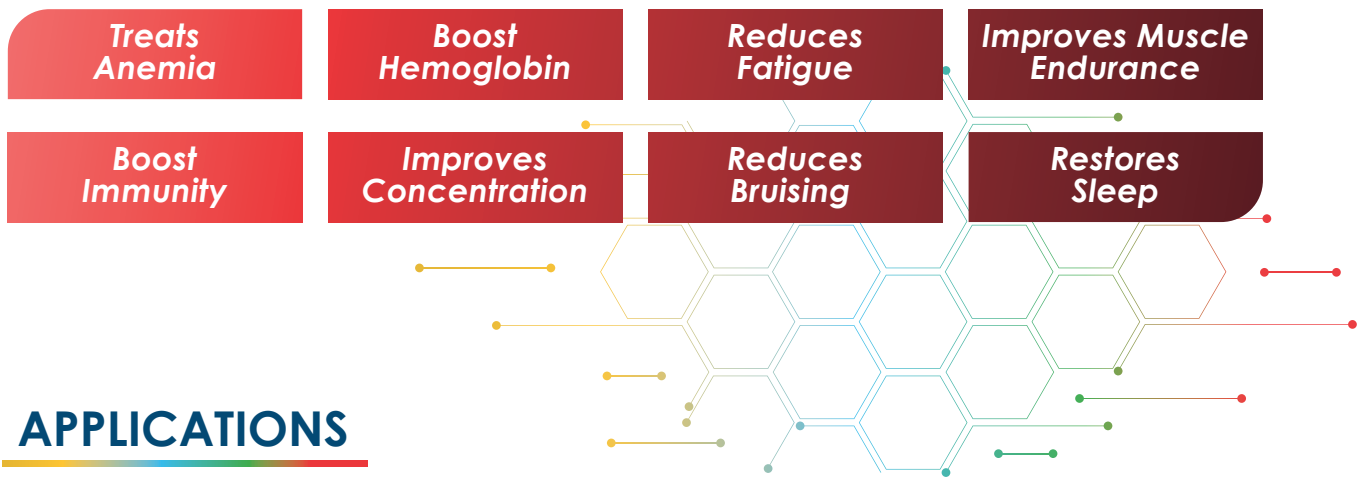 Treats
Anemia
Boost
Hemoglobin
Reduces
Fatigue
Improves Muscle
Endurance
Boost
Immunity
Improves
Concentration
Reduces
Bruising
Restores
Sleep
APPLICATIONS